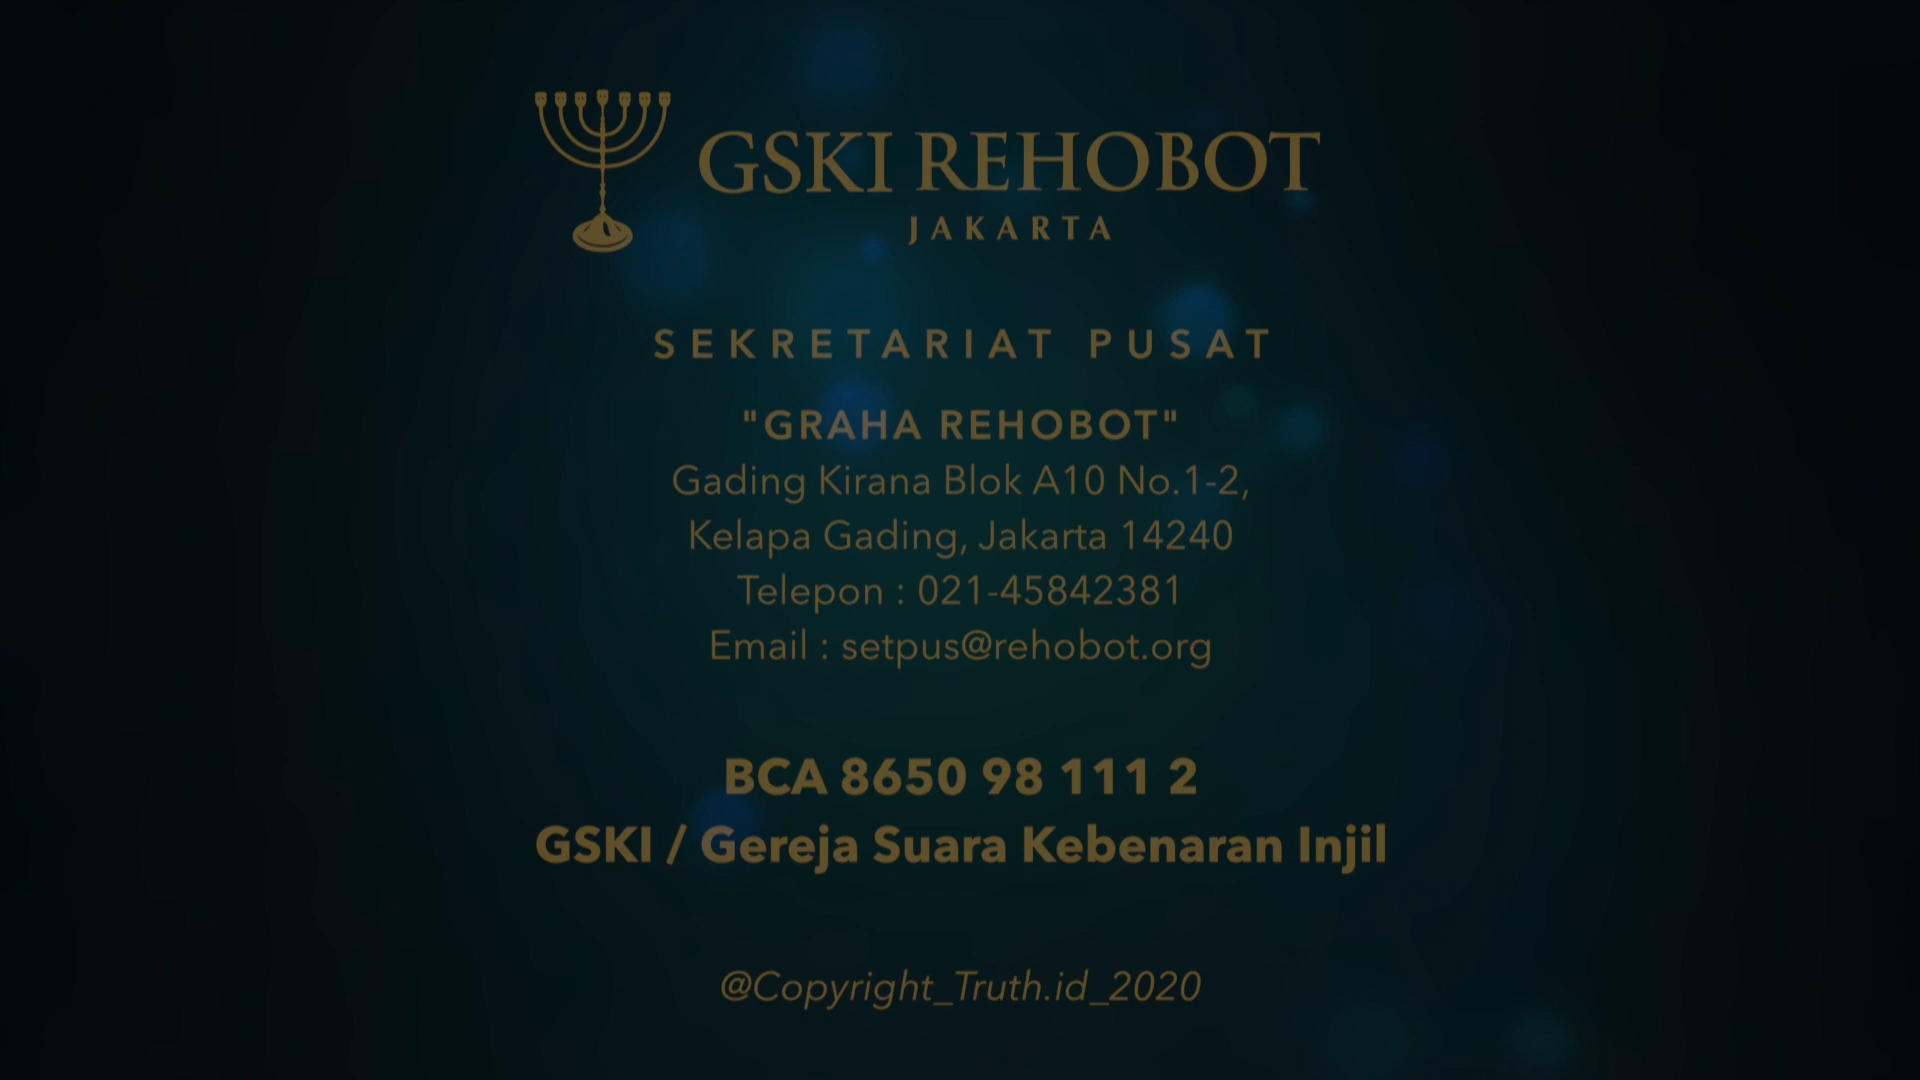 GSKI REHOBOT
JAKARTA
SEKRETARIAT PUSAT
"GRAHA REHOBOT"
Gading Kirana Blok A10 No.1-2,
Kelapa Gading, Jakarta 14240
Telepon : 021-45842381
Email : setpus@rehobot.org
BCA 8650 98 111 2
GSKI / Gereja Suara Kebenaran Injil
@Copyright_Truth.id_2020